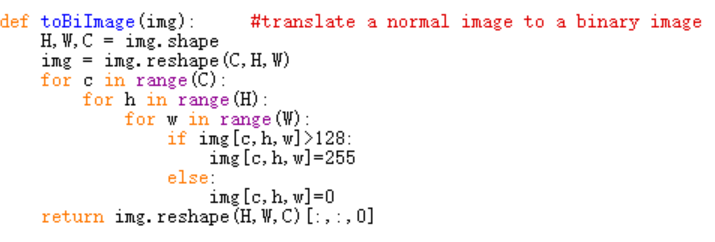 def toBiImage(img):     #translate a normal image to a binary image
    H,W,C = img.shape
    img = img.reshape(C,H,W)
    for c in range(C):
        for h in range(H):
            for w in range(W):
                if img[c,h,w]>128:
                    img[c,h,w]=255
                else:
                    img[c,h,w]=0
    return img.reshape(H,W,C)[:,:,0]